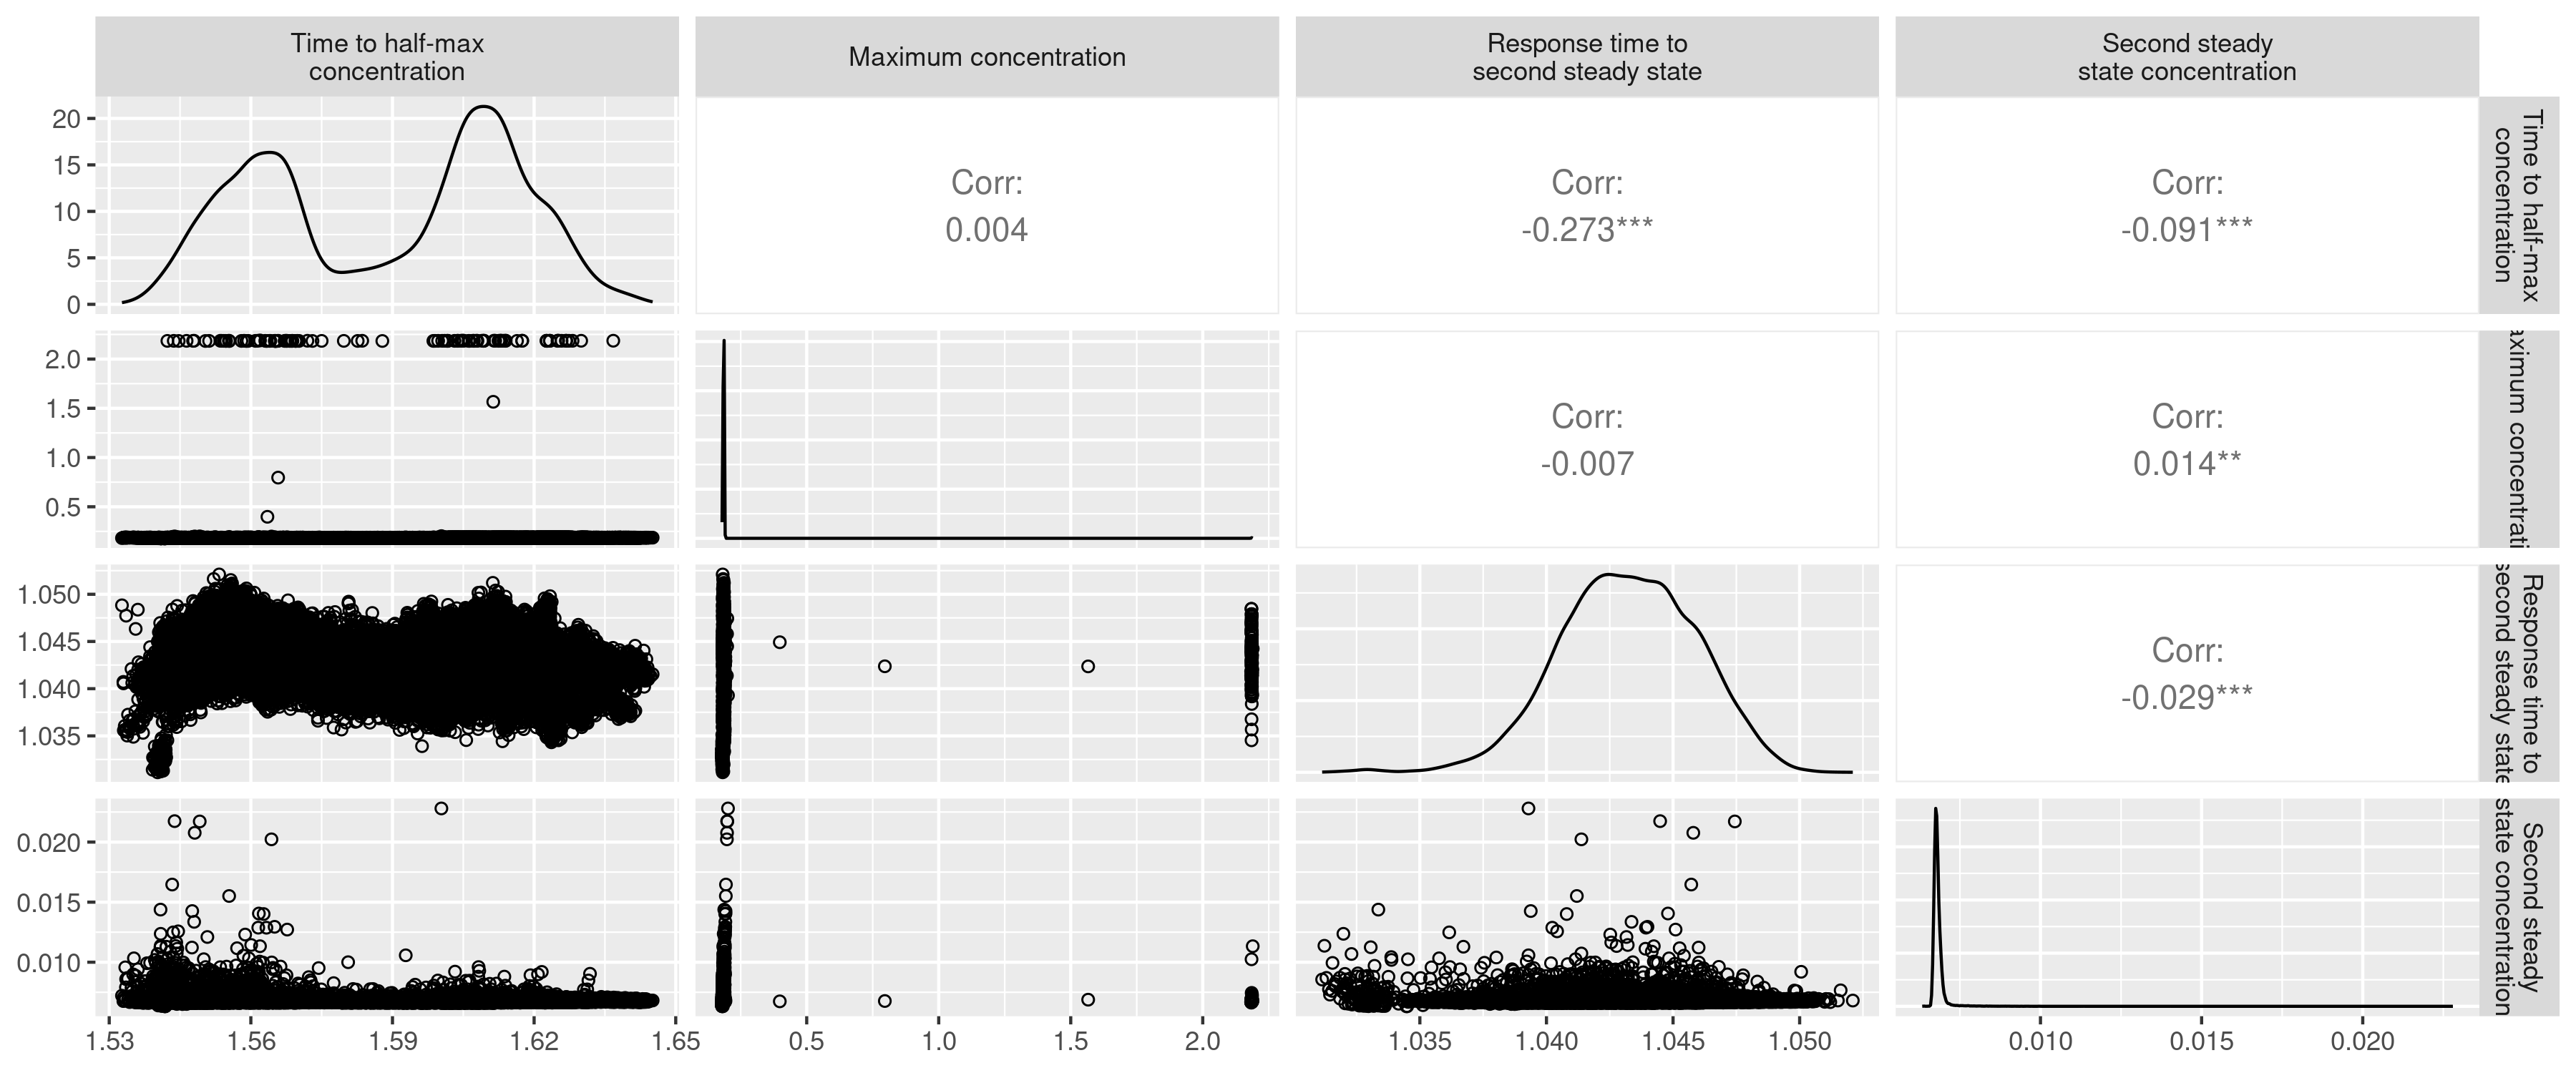 Time to half-max
concentration
Maximum concentration
Response time to
second steady state
Second steady
state concentration
20
15
10
5
0
Corr:
0.004
Corr:
-0.273***
Corr:
-0.091***
Time to half-max
concentration
2.0
1.5
1.0
0.5
Corr:
-0.007
Corr:
0.014**
aximum concentrati
1.050
1.045
1.040
1.035
Corr:
-0.029***
Response time to
second steady state
0.020
0.015
0.010
Second steady
state concentration
1.53
1.56
1.59
1.62
1.65
0.5
1.0
1.5
2.0
1.035
1.040
1.045
1.050
0.010
0.015
0.020